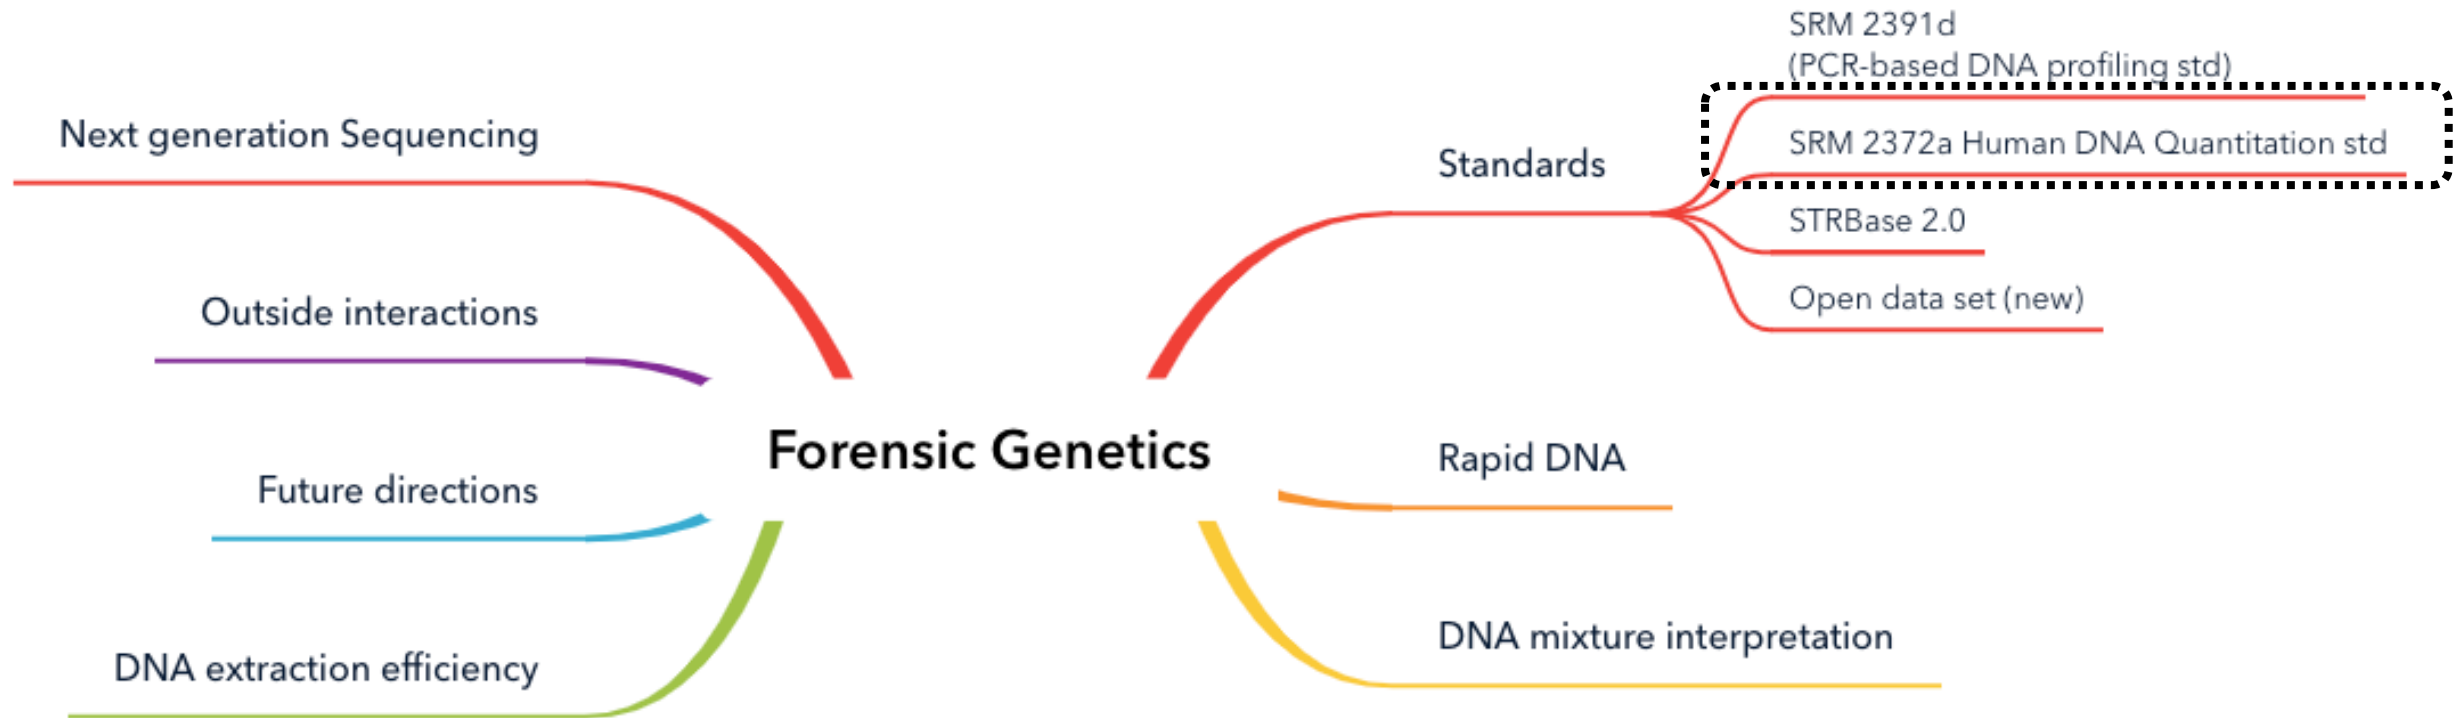 Next generation Sequencing
Outside interactions
Future directions
DNA extraction efficiency
Forensic Genetics
Standards
SRM 2391d
(PCR-based DNA profiling std)
SRM 2372a Human DNA Quantitation std
STRBase 2.0
Open data set (new)
Rapid DNA
DNA mixture interpretation